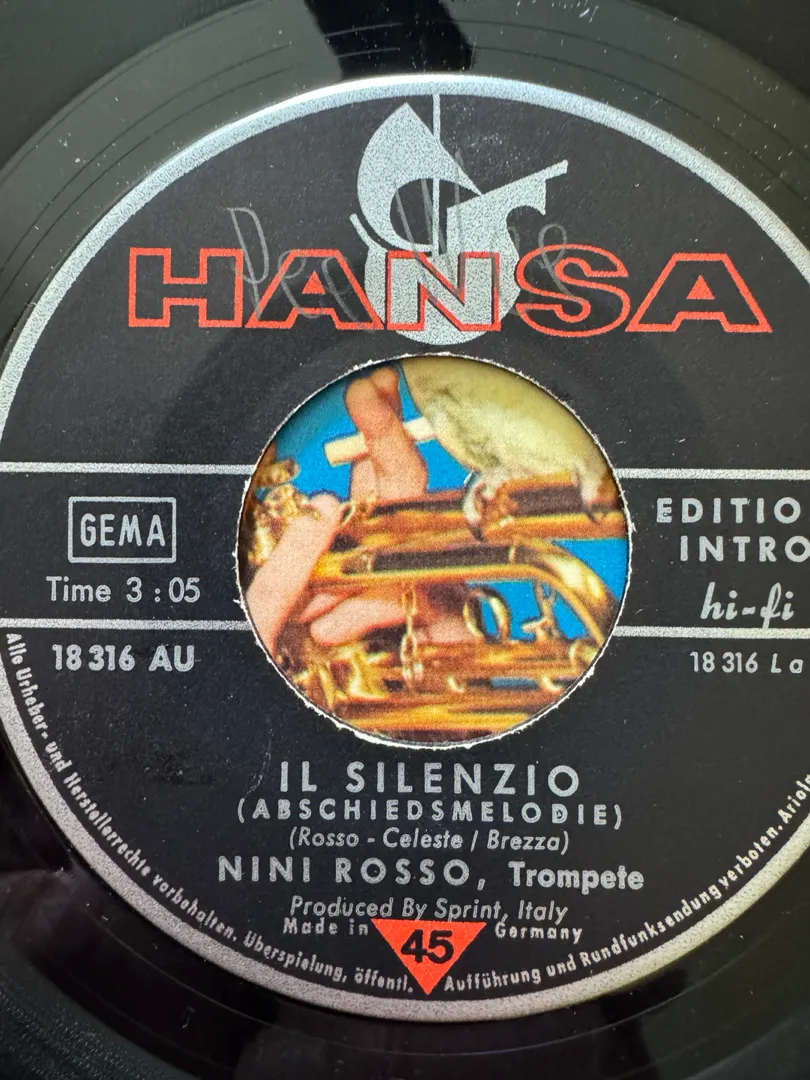 HANSA
GEMA
Time 3 : 05
18 316 AU
EDITIO
INTRO
hi-fi
18 316 La
IL SILENZIO
(ABSCHIEDSMELODIE)
(Rosso - Celeste / Brezza)
NINI ROSSO, Trompete
Produced By Sprint, Italy
Made in 45 Germany
Alle Urheber- und Herstellerrechte vorbehalten. Überspielung, öffentl. Aufführung und Rundfunksendung verboten. Ariol